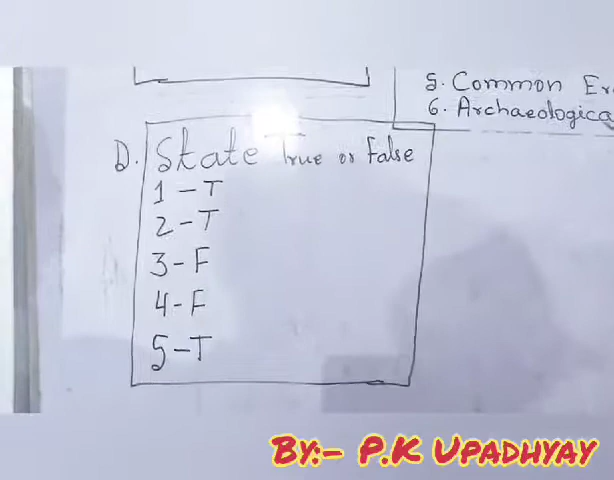 5. Common
6. Archaeologica
D. State True or False
1 - T
2 - T
3 - F
4 - F
5 - T
By:- P.K Upadhyay